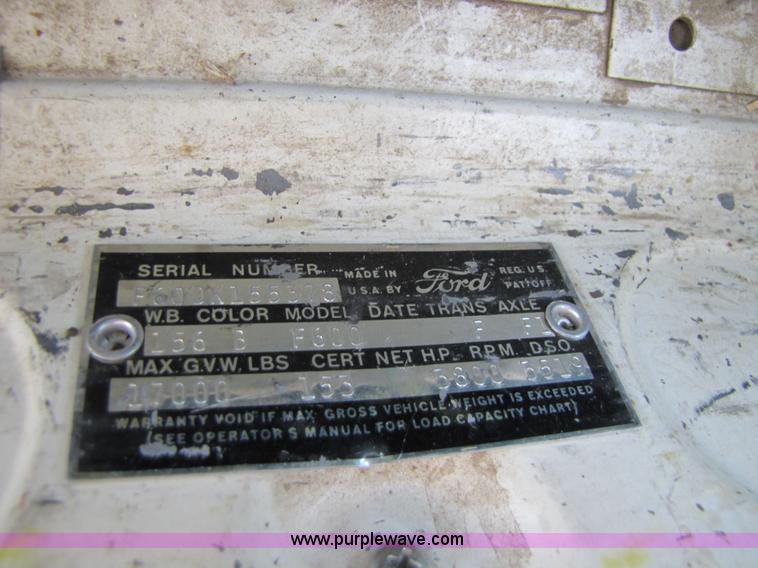 SERIAL NUMBER MADE IN U.S.A. BY Ford REG. U.S. PAT.OFF
W.B. COLOR MODEL DATE TRANS AXLE
156 B F600 F
MAX. G.V.W. LBS CERT NET H.P. RPM D.S.O.
17000 153 3800
WARRANTY VOID IF MAX GROSS VEHICLE WEIGHT IS EXCEEDED
(SEE OPERATOR S MANUAL FOR LOAD CAPACITY CHART)
www.purplewave.com